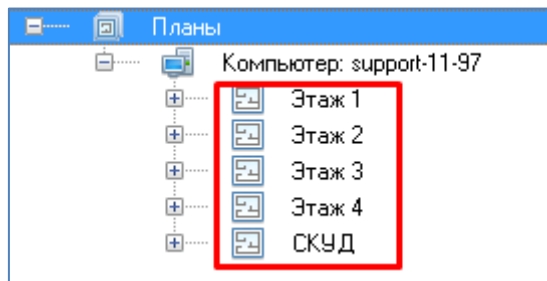 Планы
Компьютер: support-11-97
Этаж 1
Этаж 2
Этаж 3
Этаж 4
СКУД